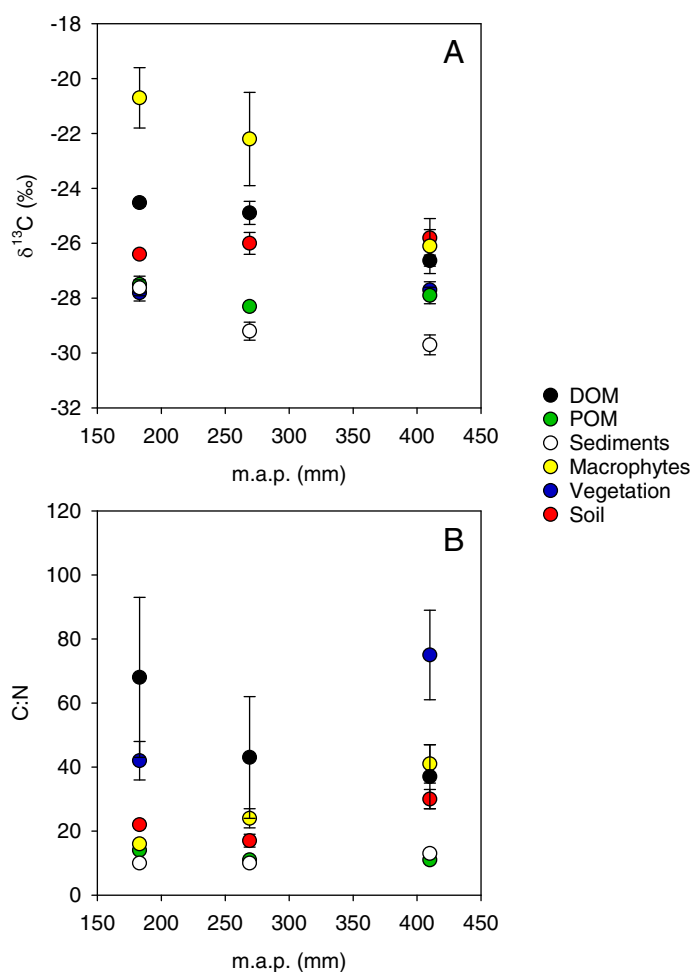 A
-18
-20
-22
-24
-26
-28
-30
-32
δ13C (‰)
150 200 250 300 350 400 450
m.a.p. (mm)
DOM
POM
Sediments
Macrophytes
Vegetation
Soil
B
120
100
80
60
40
20
0
C:N
150 200 250 300 350 400 450
m.a.p. (mm)